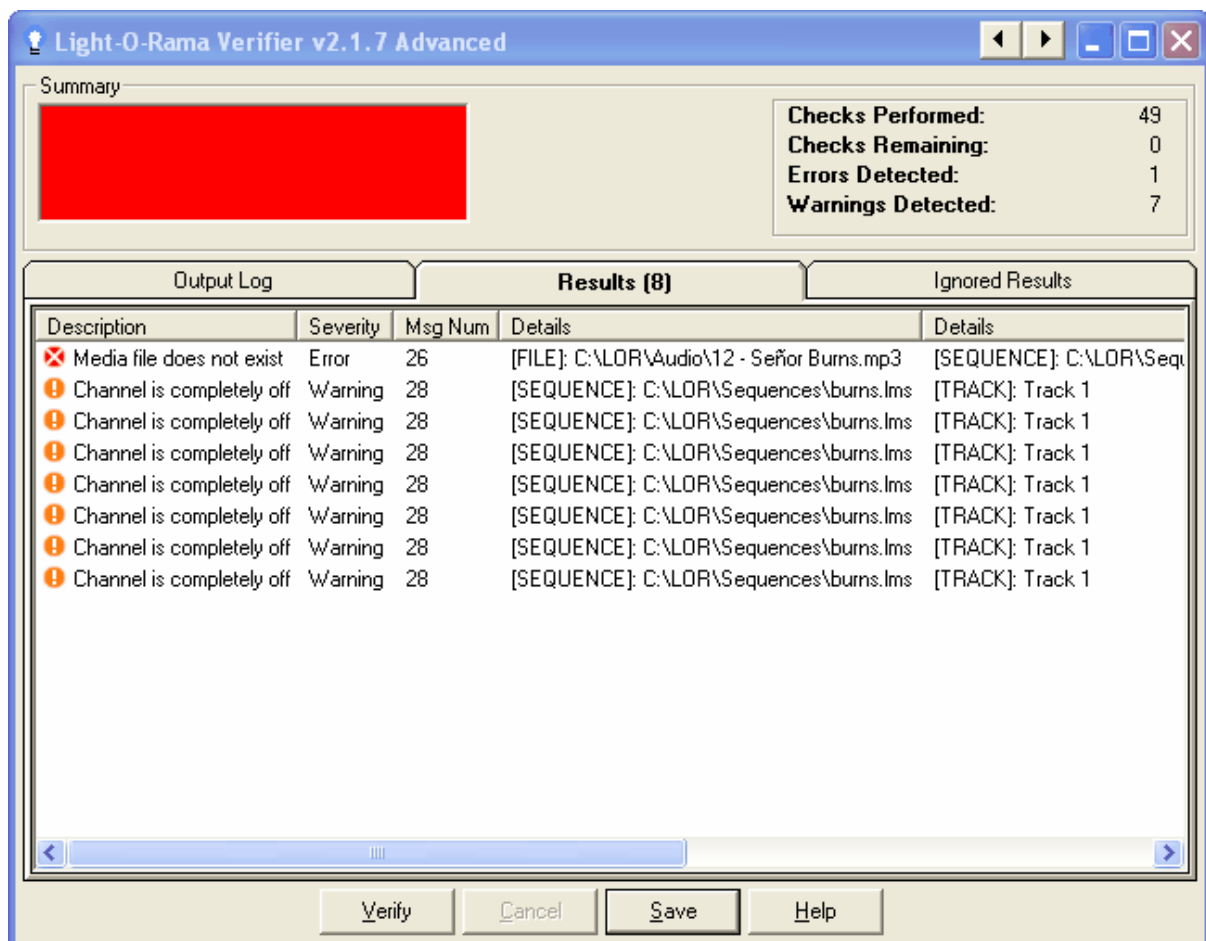 Light-O-Rama Verifier v2.1.7 Advanced
Summary
Checks Performed: 49
Checks Remaining: 0
Errors Detected: 1
Warnings Detected: 7
Output Log Results (8) Ignored Results
Description Severity Msg Num Details Details
Media file does not exist Error 26 [FILE]: C:\LOR\Audio\12 - Señor Burns.mp3 [SEQUENCE]: C:\LOR\Sequ
Channel is completely off Warning 28 [SEQUENCE]: C:\LOR\Sequences\burns.lms [TRACK]: Track 1
Channel is completely off Warning 28 [SEQUENCE]: C:\LOR\Sequences\burns.lms [TRACK]: Track 1
Channel is completely off Warning 28 [SEQUENCE]: C:\LOR\Sequences\burns.lms [TRACK]: Track 1
Channel is completely off Warning 28 [SEQUENCE]: C:\LOR\Sequences\burns.lms [TRACK]: Track 1
Channel is completely off Warning 28 [SEQUENCE]: C:\LOR\Sequences\burns.lms [TRACK]: Track 1
Channel is completely off Warning 28 [SEQUENCE]: C:\LOR\Sequences\burns.lms [TRACK]: Track 1
Channel is completely off Warning 28 [SEQUENCE]: C:\LOR\Sequences\burns.lms [TRACK]: Track 1
Verify Cancel Save Help